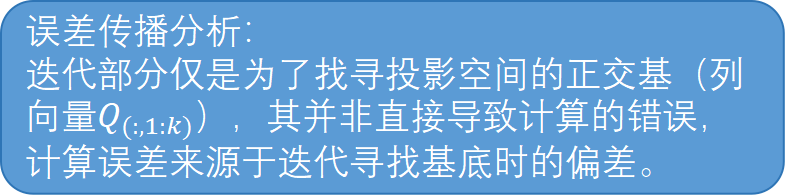 误差传播分析：
迭代部分仅是为了找寻投影空间的正交基（列
向量Q(:,1:k)），其并非直接导致计算的错误，
计算误差来源于迭代寻找基底时的偏差。